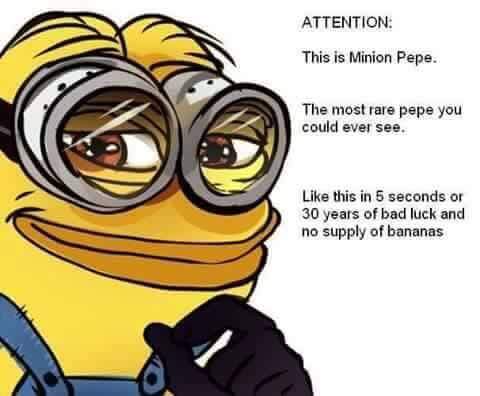 ATTENTION:
This is Minion Pepe.
The most rare pepe you
could ever see.
Like this in 5 seconds or
30 years of bad luck and
no supply of bananas